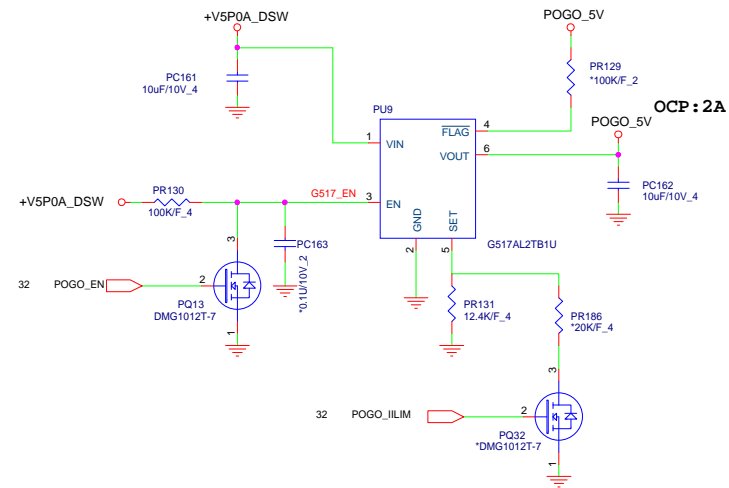 +V5P0A_DSW
POGO_5V
PC161
10uF/10V_4
PR129
*100K/F_2
OCP:2A
POGO_5V
PU9
1
VIN
FLAG
4
VOUT
6
PC162
10uF/10V_4
+V5P0A_DSW
PR130
100K/F_4
G517_EN
3
EN
GND
SET
2
5
G517AL2TB1U
3
PC163
*0.1U/10V_2
32
POGO_EN
2
PQ13
DMG1012T-7
1
PR131
12.4K/F_4
PR186
*20K/F_4
3
32
POGO_IILIM
2
PQ32
*DMG1012T-7
1